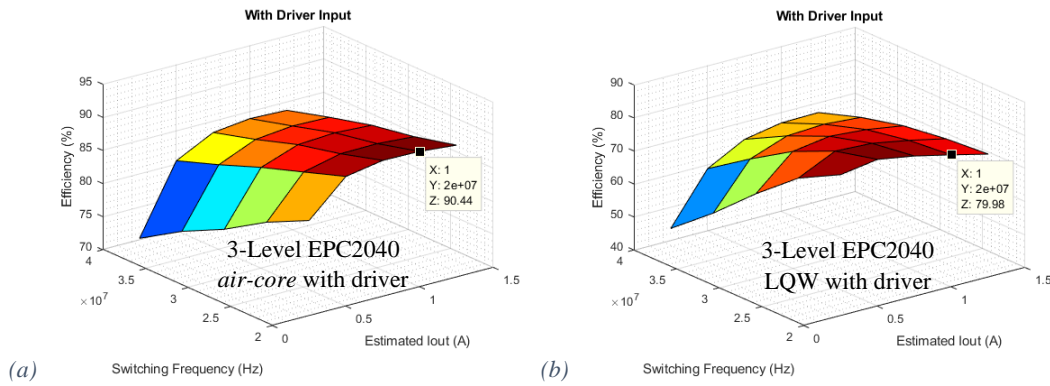 With Driver Input
95
90
85
80
75
70
Efficiency (%)
4
3.5
3
2.5
2
× 10⁷
Switching Frequency (Hz)
0
0.5
1
1.5
Estimated Iout (A)
X: 1
Y: 2e+07
Z: 90.44
3-Level EPC2040
air-core with driver
(a)
With Driver Input
90
80
70
60
50
40
Efficiency (%)
4
3.5
3
2.5
2
× 10⁷
Switching Frequency (Hz)
0
0.5
1
1.5
Estimated Iout (A)
X: 1
Y: 2e+07
Z: 79.98
3-Level EPC2040
LQW with driver
(b)